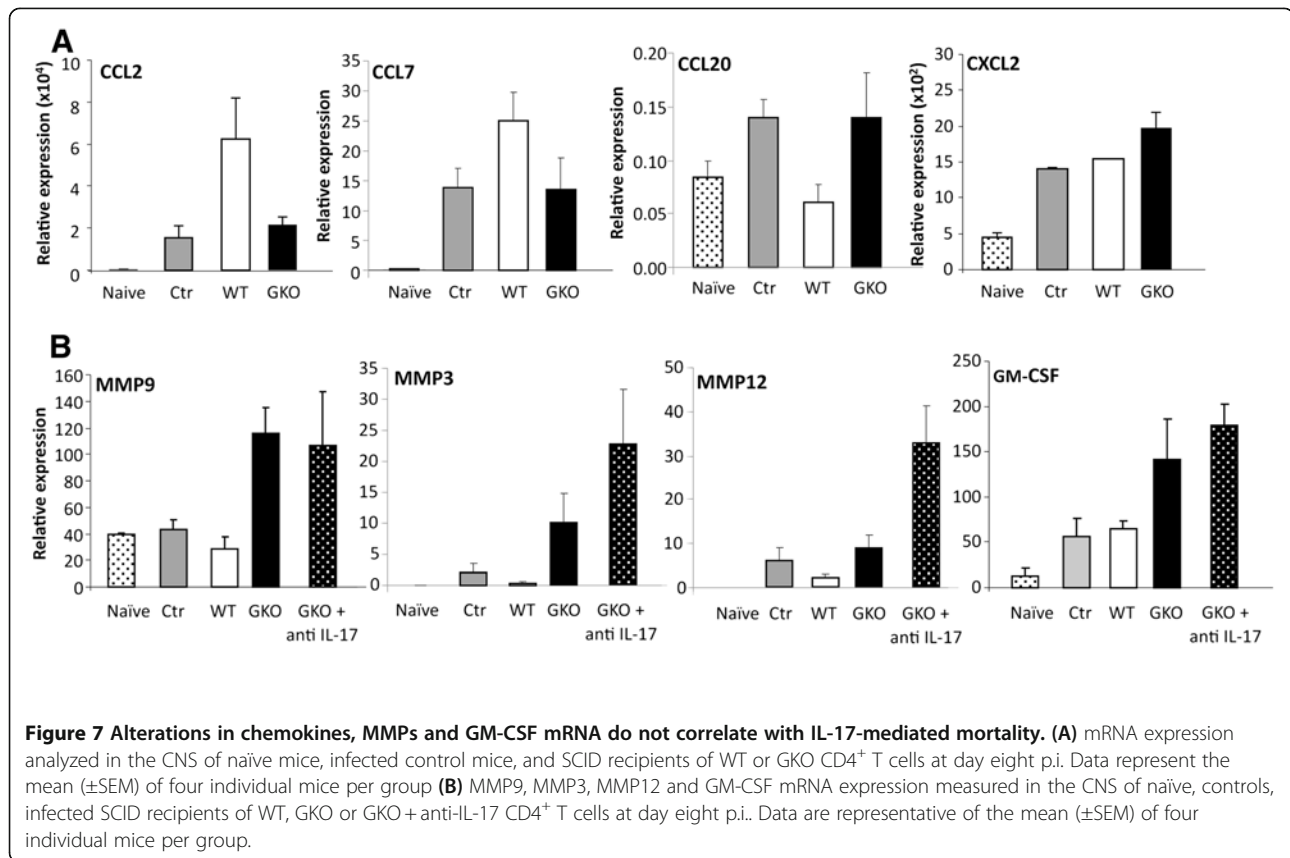 A
CCL2
Relative expression (x10⁴)
10
8
6
4
2
0
Naive Ctr WT GKO
CCL7
Relative expression
35
30
25
20
15
10
5
0
Naïve Ctr WT GKO
CCL20
Relative expression
0.20
0.15
0.10
0.05
0.00
Naïve Ctr WT GKO
CXCL2
Relative expression (x10²)
30
25
20
15
10
5
0
Naive Ctr WT GKO
B
MMP9
Relative expression
160
140
120
100
80
60
40
20
0
Naïve Ctr WT GKO GKO +
anti IL-17
MMP3
35
30
25
20
15
10
5
0
Naïve Ctr WT GKO GKO +
anti IL-17
MMP12
50
40
30
20
10
0
Naïve Ctr WT GKO GKO +
anti IL-17
GM-CSF
250
200
150
100
50
0
Naïve Ctr WT GKO GKO +
anti IL-17
Figure 7 Alterations in chemokines, MMPs and GM-CSF mRNA do not correlate with IL-17-mediated mortality. (A) mRNA expression
analyzed in the CNS of naïve mice, infected control mice, and SCID recipients of WT or GKO CD4⁺ T cells at day eight p.i. Data represent the
mean (±SEM) of four individual mice per group (B) MMP9, MMP3, MMP12 and GM-CSF mRNA expression measured in the CNS of naïve, controls,
infected SCID recipients of WT, GKO or GKO + anti-IL-17 CD4⁺ T cells at day eight p.i.. Data are representative of the mean (±SEM) of four
individual mice per group.